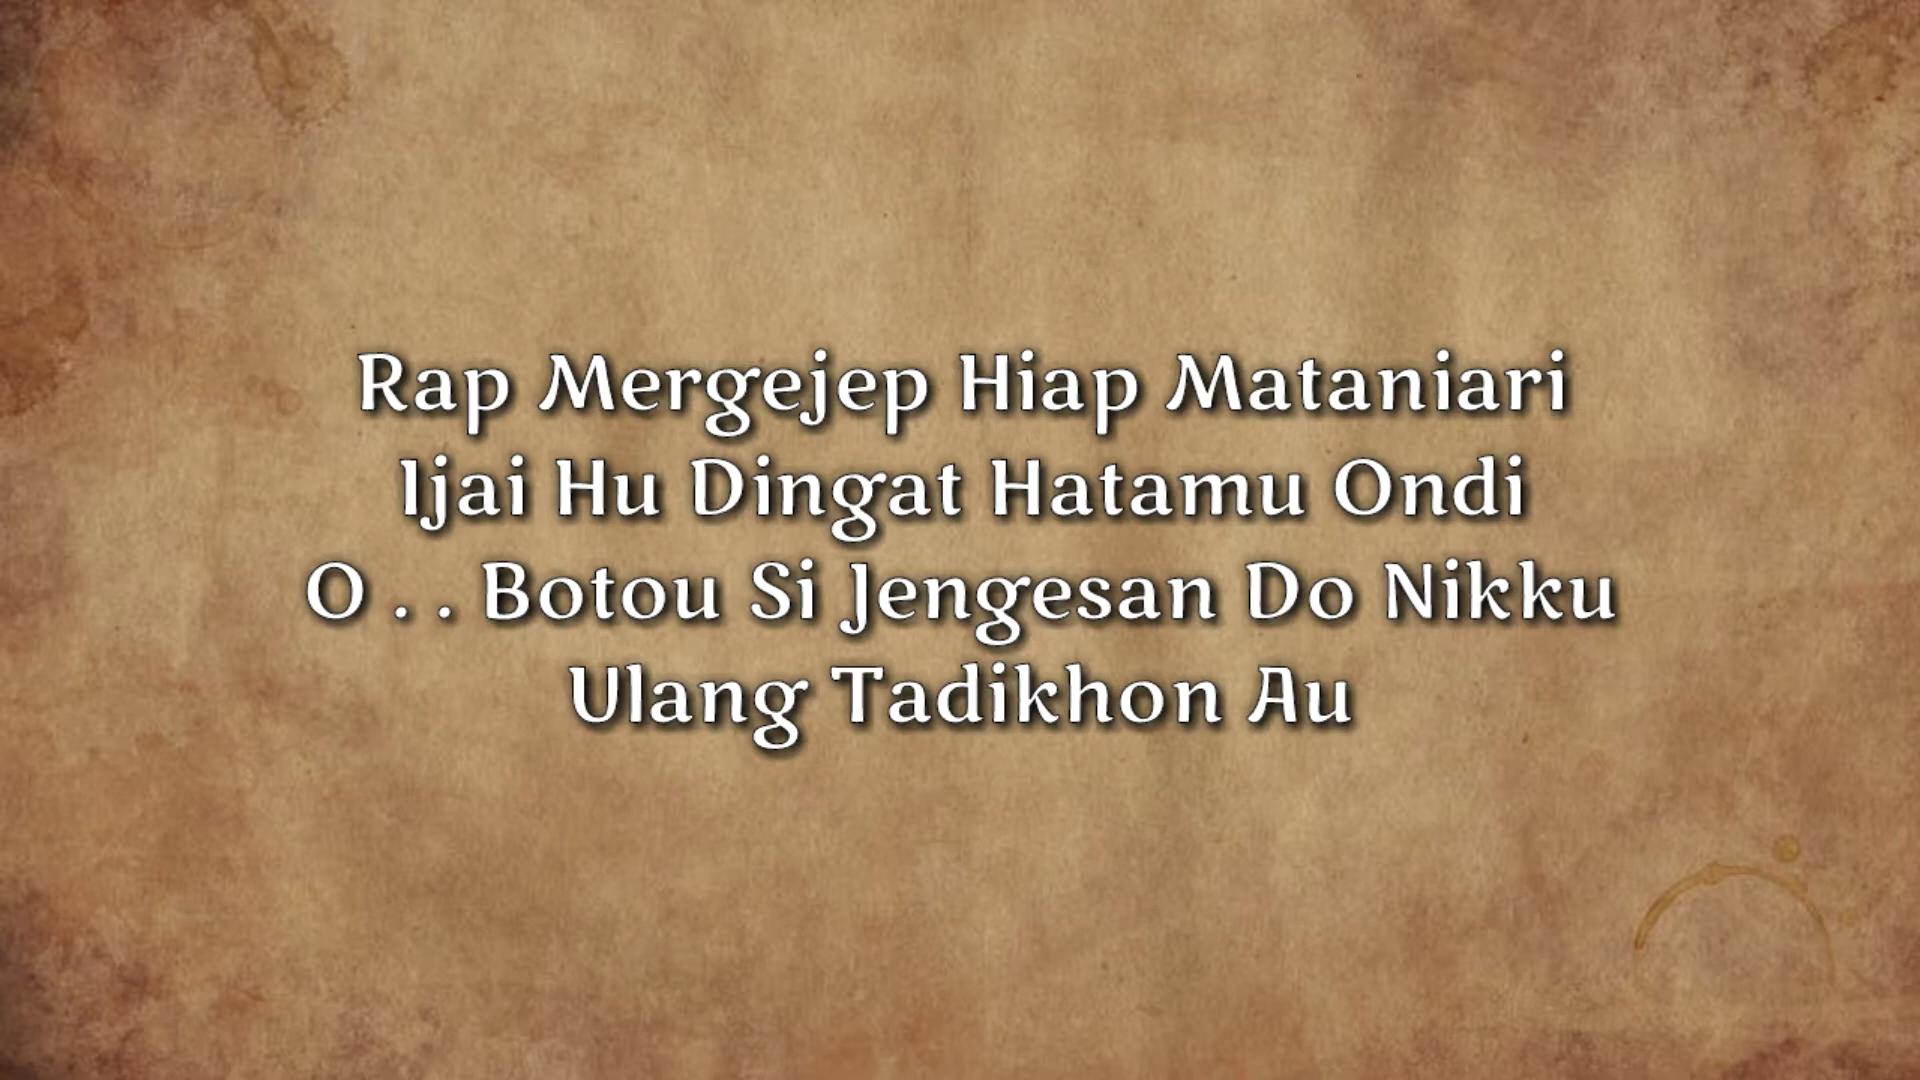 Rap Mergejep Hiap Mataniari
Ijai Hu Dingat Hatamu Ondi
O . . Botou Si Jengesan Do Nikku
Ulang Tadikhon Au